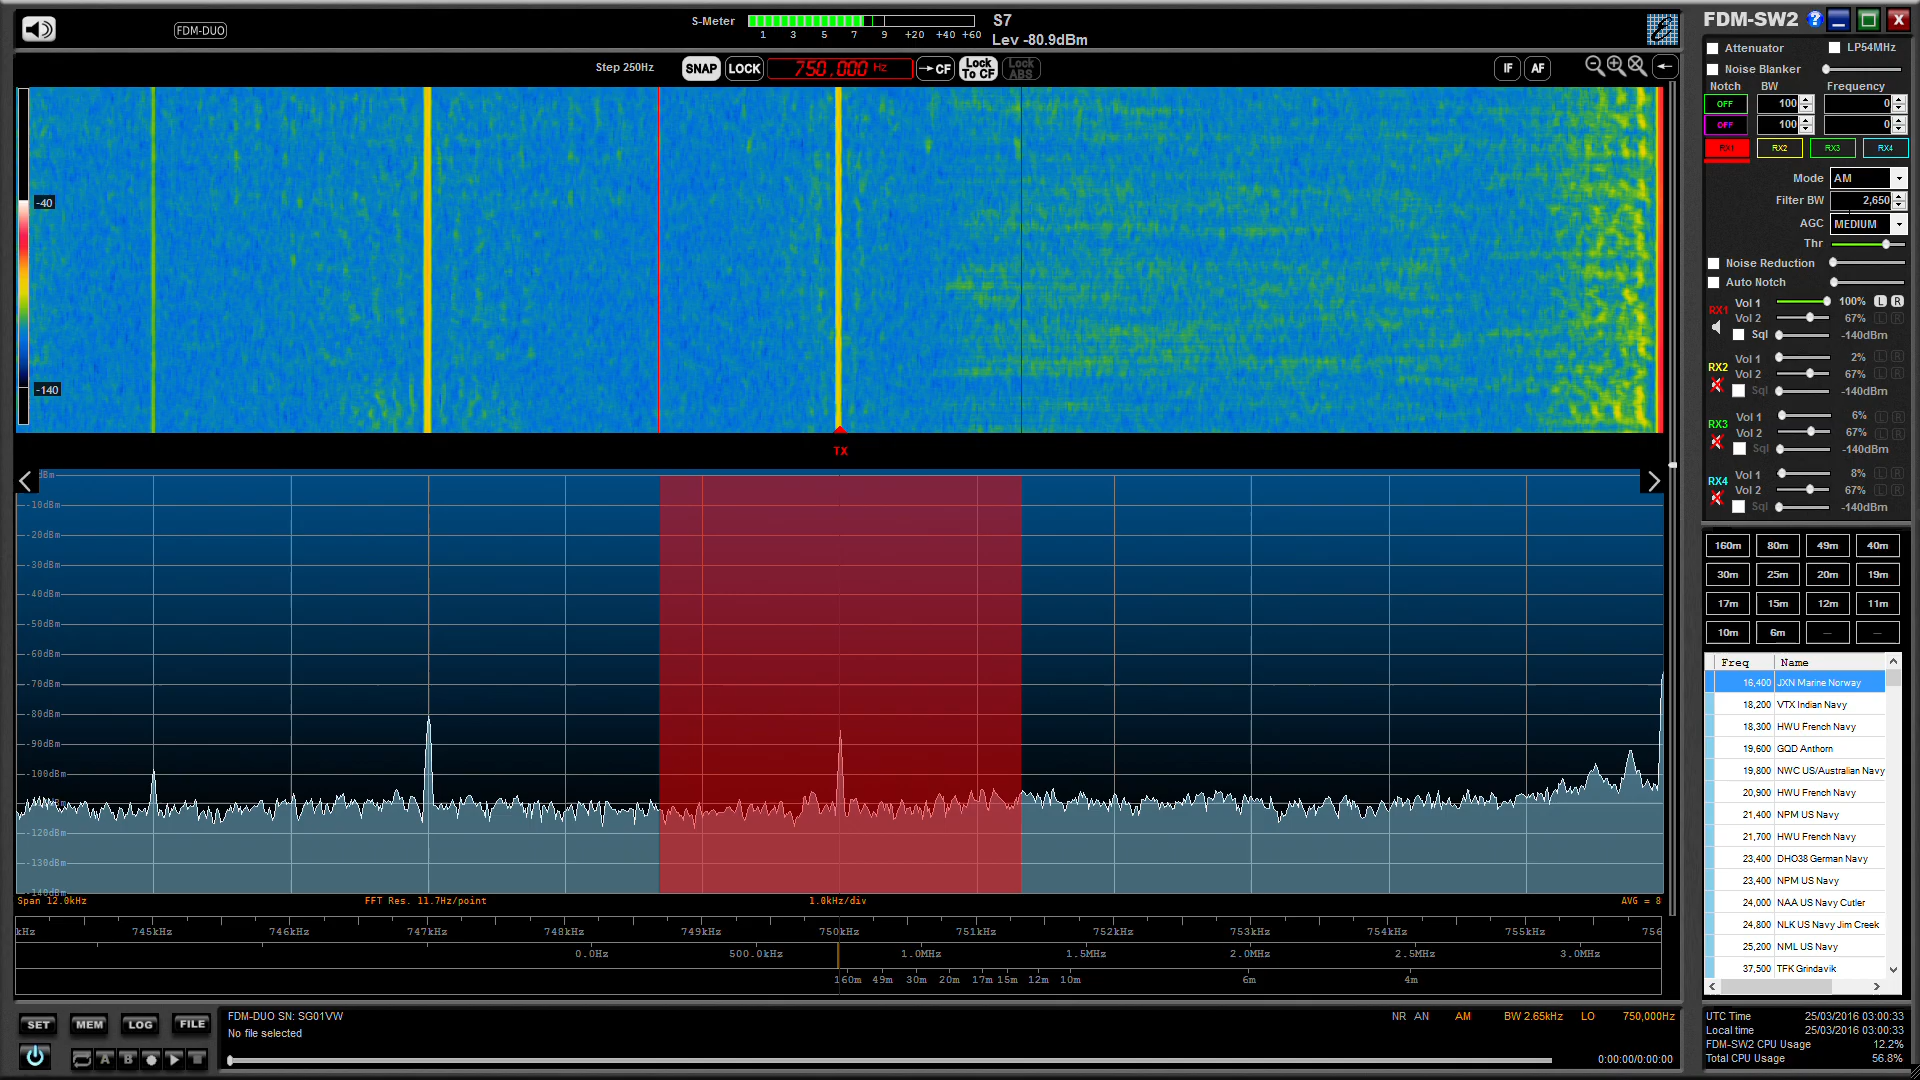 FDM-DUO
S-Meter
1 3 5 7 9 +20 +40 +60
S7
Lev -80.9dBm
FDM-SW2 ? X
Step 250Hz
SNAP LOCK 750,000 Hz →CF Lock To CF Lock ABS
IF AF
-40
-140
TX
-10dBm
-20dBm
-30dBm
-40dBm
-50dBm
-60dBm
-70dBm
-80dBm
-90dBm
-100dBm
-120dBm
-130dBm
-140dBm
Span 12.0kHz FFT Res. 11.7Hz/point 1.0kHz/div AVG = 8
kHz 745kHz 746kHz 747kHz 748kHz 749kHz 750kHz 751kHz 752kHz 753kHz 754kHz 755kHz 756
0.0Hz 500.0kHz 1.0MHz 1.5MHz 2.0MHz 2.5MHz 3.0MHz
160m 49m 30m 20m 17m 15m 12m 10m 6m 4m
SET MEM LOG FILE
A B
FDM-DUO SN: SG01VW
No file selected
NR AN AM BW 2.65kHz LO 750,000Hz
0:00:00/0:00:00
Attenuator LP54MHz
Noise Blanker
Notch BW Frequency
OFF 100 0
OFF 100 0
RX1 RX2 RX3 RX4
Mode AM
Filter BW 2,650
AGC MEDIUM
Thr
Noise Reduction
Auto Notch
RX1
Vol 1 100% L R
Vol 2 67% L R
Sql -140dBm
RX2
Vol 1 2% L R
Vol 2 67% L R
Sql -140dBm
RX3
Vol 1 6% L R
Vol 2 67% L R
Sql -140dBm
RX4
Vol 1 8% L R
Vol 2 67% L R
Sql -140dBm
160m 80m 49m 40m
30m 25m 20m 19m
17m 15m 12m 11m
10m 6m --- ---
Freq Name
16,400 JXN Marine Norway
18,200 VTX Indian Navy
18,300 HWU French Navy
19,600 GQD Anthorn
19,800 NWC US/Australian Navy
20,900 HWU French Navy
21,400 NPM US Navy
21,700 HWU French Navy
23,400 DHO38 German Navy
23,400 NPM US Navy
24,000 NAA US Navy Cutler
24,800 NLK US Navy Jim Creek
25,200 NML US Navy
37,500 TFK Grindavik
UTC Time 25/03/2016 03:00:33
Local time 25/03/2016 03:00:33
FDM-SW2 CPU Usage 12.2%
Total CPU Usage 56.8%